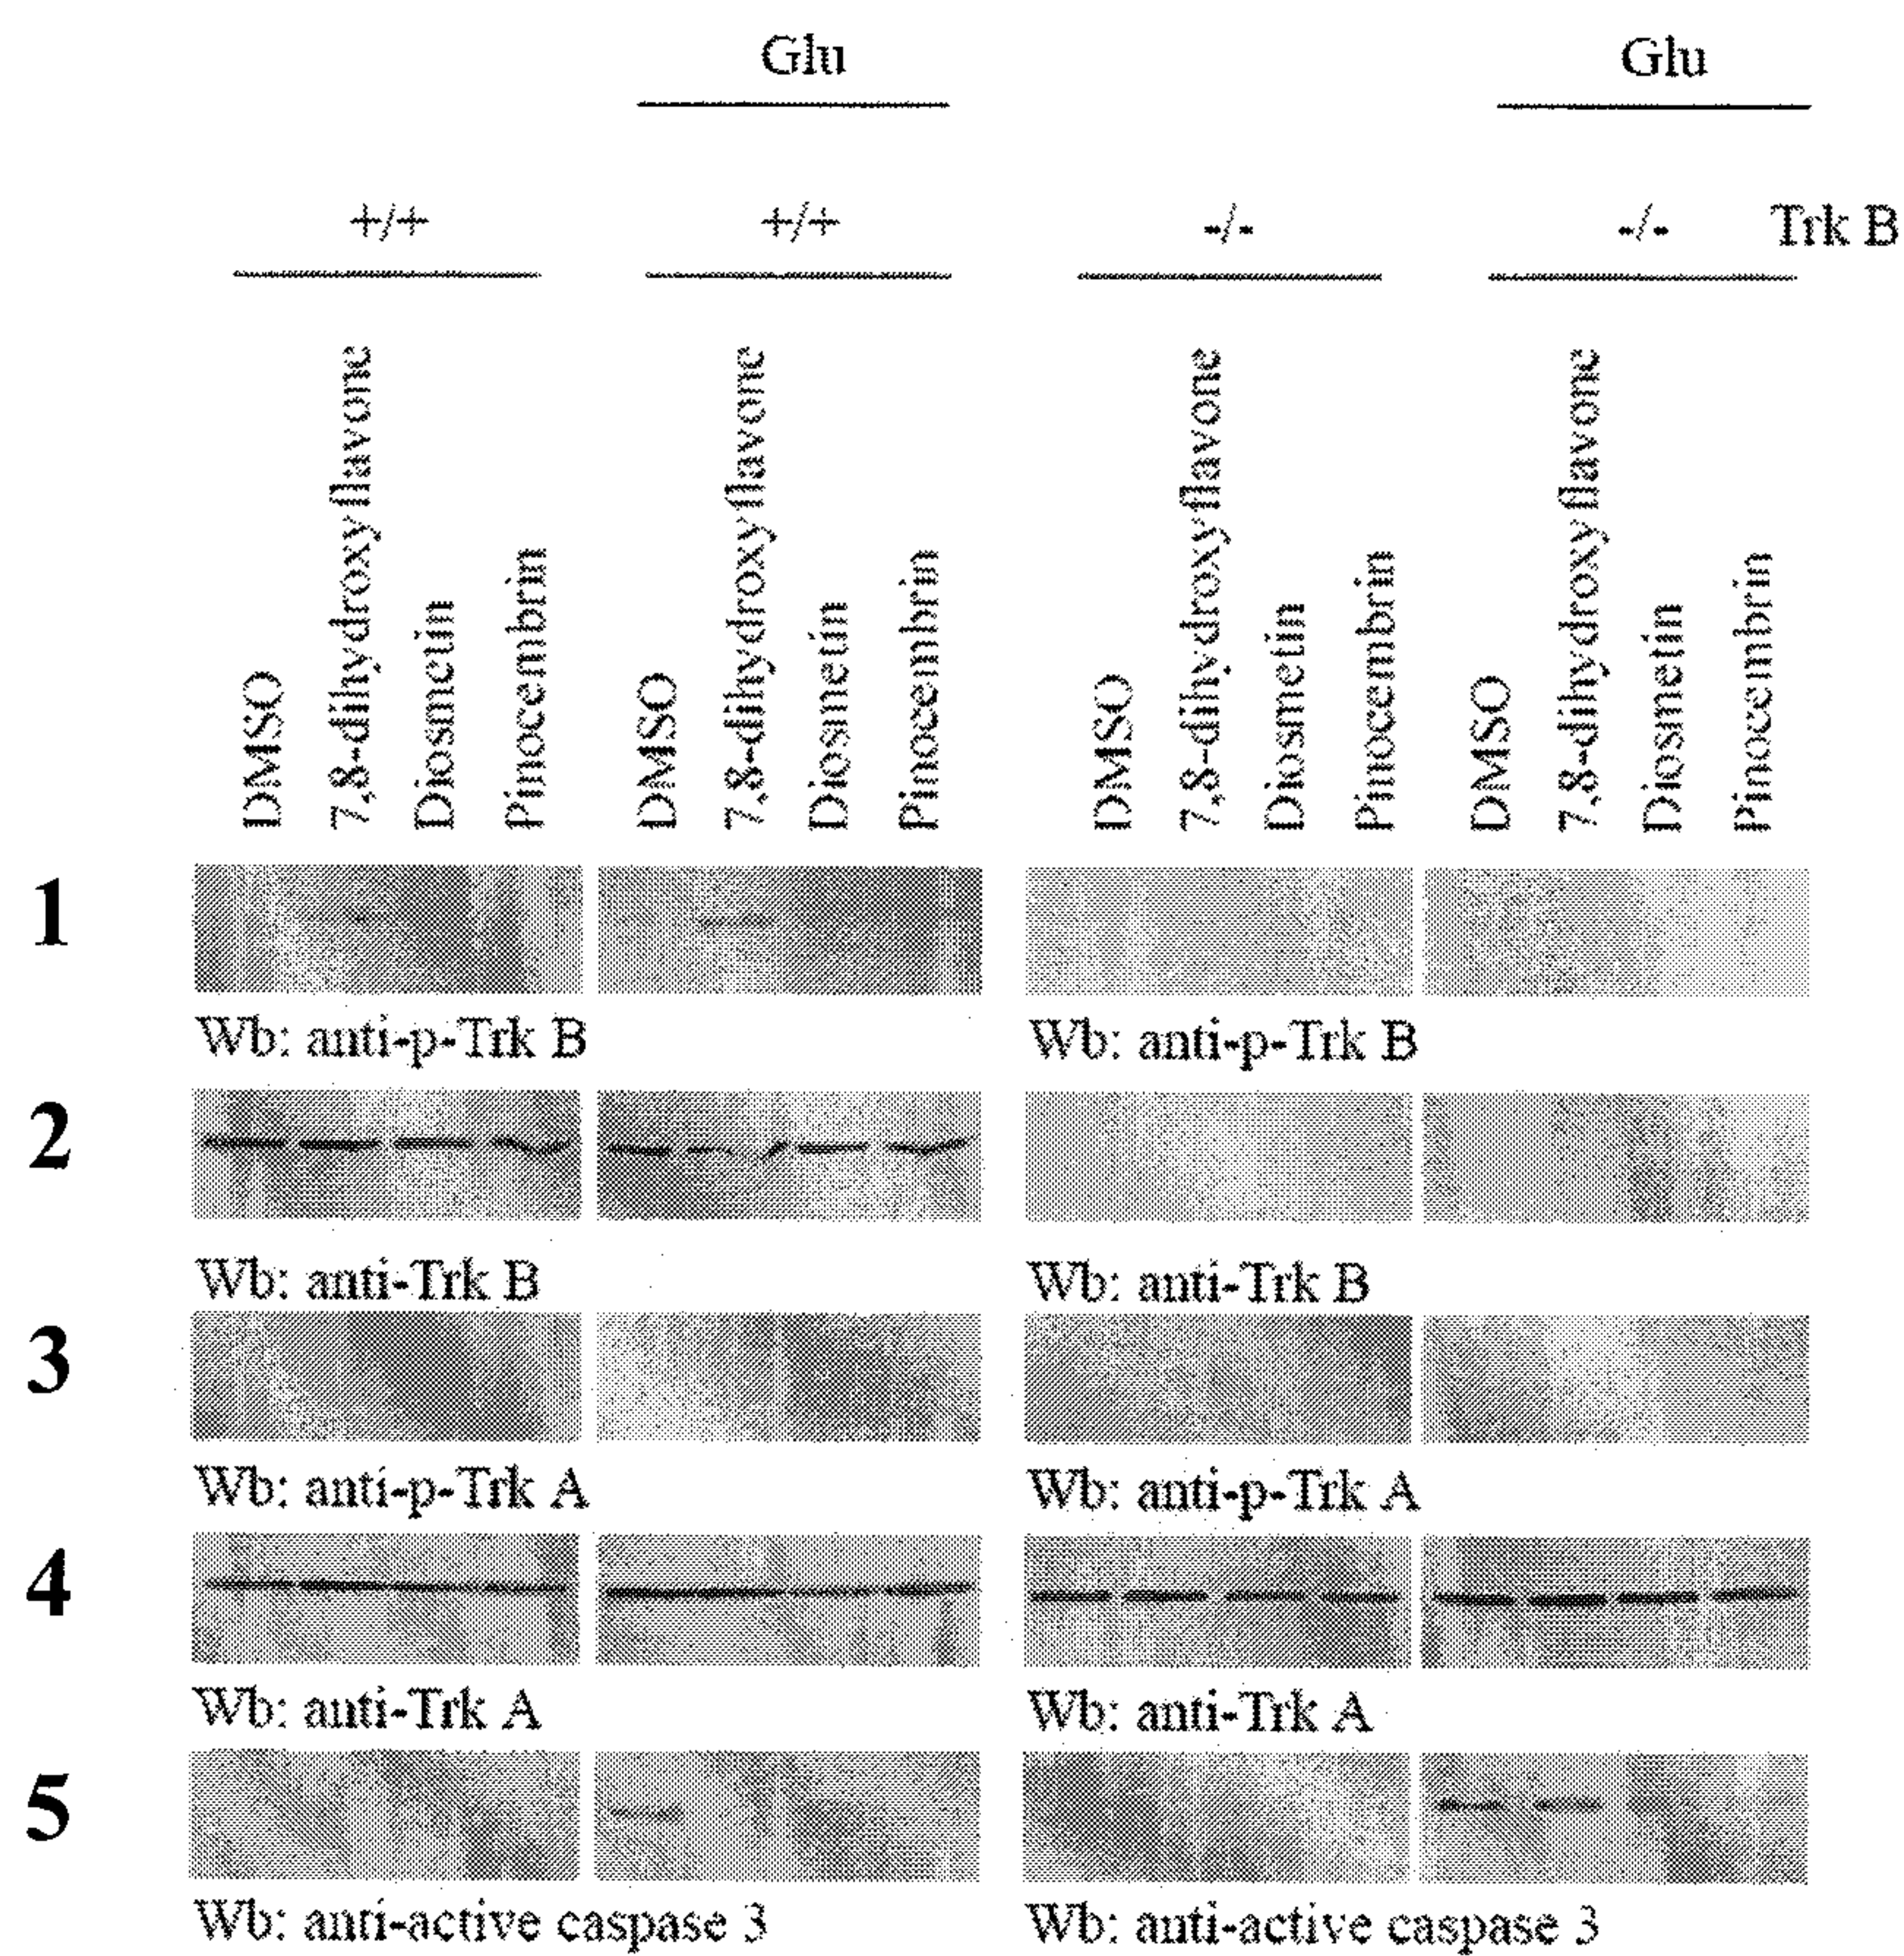 Glu Glu
+/+ +/+ -/- -/- Trk B
DMSO 7,8-dihydroxyflavone Diosmetin Pinocembrin DMSO 7,8-dihydroxyflavone Diosmetin Pinocembrin DMSO 7,8-dihydroxyflavone Diosmetin Pinocembrin DMSO 7,8-dihydroxyflavone Diosmetin Pinocembrin
1
Wb: anti-p-Trk B Wb: anti-p-Trk B
2
Wb: anti-Trk B Wb: anti-Trk B
3
Wb: anti-p-Trk A Wb: anti-p-Trk A
4
Wb: anti-Trk A Wb: anti-Trk A
5
Wb: anti-active caspase 3 Wb: anti-active caspase 3